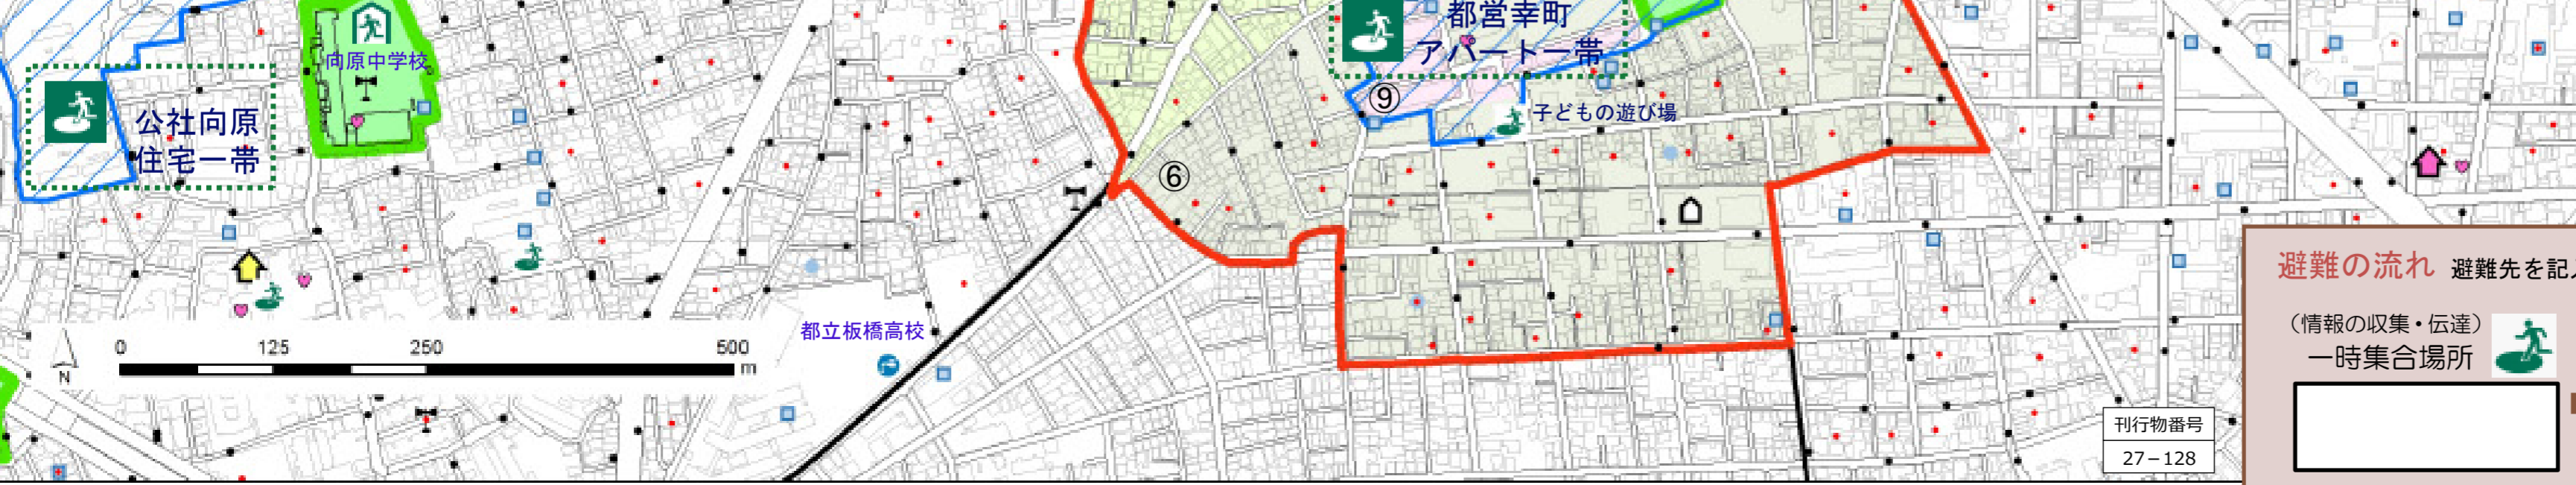 向原中学校
公社向原
住宅一帯
都営幸町
アパート一帯
⑨
子どもの遊び場
⑥
都立板橋高校
0 125 250 500
m
N
刊行物番号
27－128
避難の流れ 避難先を記
（情報の収集・伝達）
一時集合場所